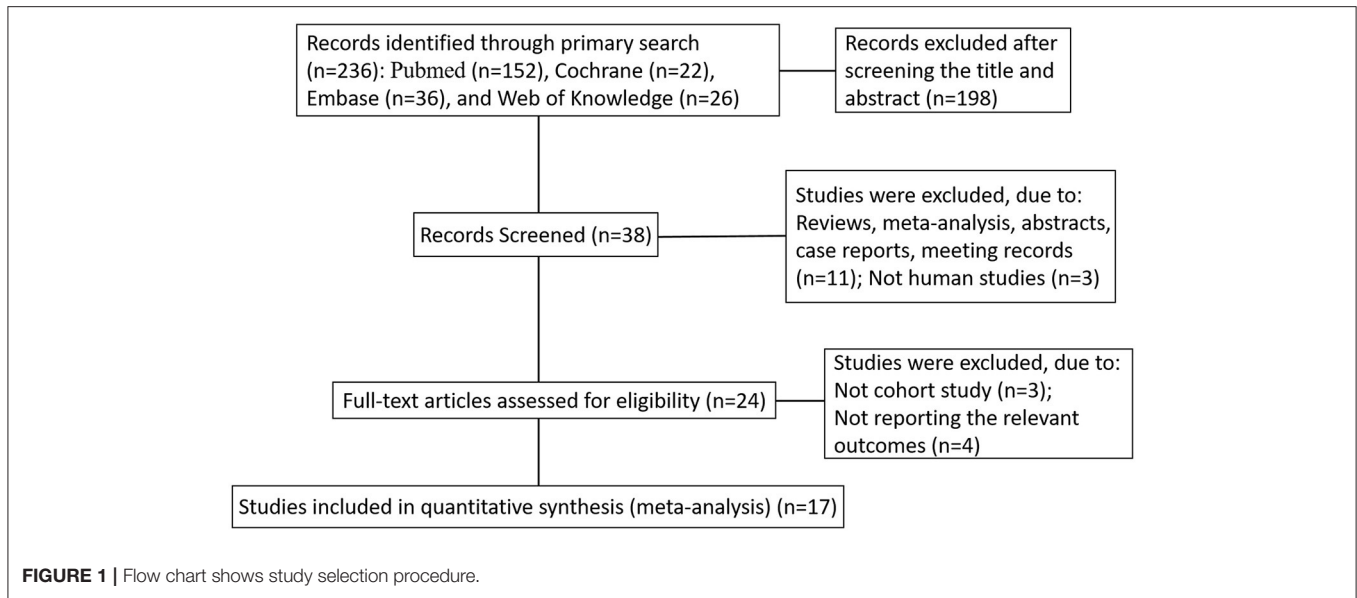 Records identified through primary search
(n=236): Pubmed (n=152), Cochrane (n=22),
Embase (n=36), and Web of Knowledge (n=26)
Records excluded after
screening the title and
abstract (n=198)
Records Screened (n=38)
Studies were excluded, due to:
Reviews, meta-analysis, abstracts,
case reports, meeting records
(n=11); Not human studies (n=3)
Full-text articles assessed for eligibility (n=24)
Studies were excluded, due to:
Not cohort study (n=3);
Not reporting the relevant
outcomes (n=4)
Studies included in quantitative synthesis (meta-analysis) (n=17)
FIGURE 1 | Flow chart shows study selection procedure.